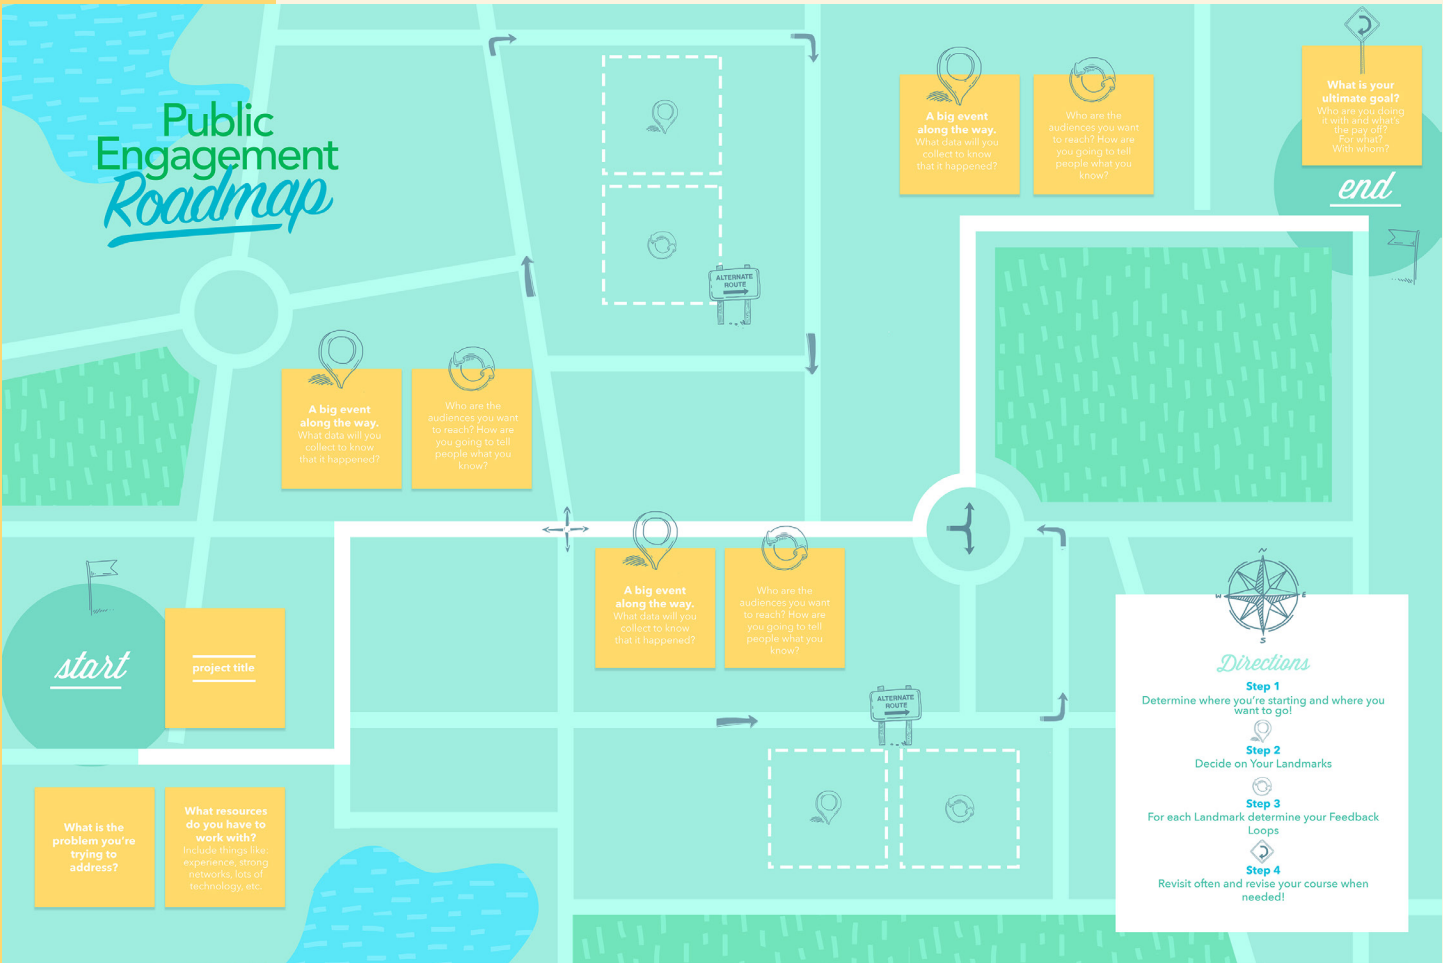 Public
Engagement
Roadmap
ALTERNATE
ROUTE
A big event
along the way.
What data will you
collect to know
that it happened?
Who are the
audiences you want
to reach? How are
you going to tell
people what you
know?
What is your
ultimate goal?
Who are you doing
it with and what's
the pay off?
For what?
With whom?
end
A big event
along the way.
What data will you
collect to know
that it happened?
Who are the
audiences you want
to reach? How are
you going to tell
people what you
know?
start
project title
A big event
along the way.
What data will you
collect to know
that it happened?
Who are the
audiences you want
to reach? How are
you going to tell
people what you
know?
ALTERNATE
ROUTE
What is the
problem you're
trying to
address?
What resources
do you have to
work with?
Include things like:
experience, strong
networks, lots of
technology, etc.
N
W
E
S
Directions
Step 1
Determine where you're starting and where you
want to go!
Step 2
Decide on Your Landmarks
Step 3
For each Landmark determine your Feedback
Loops
Step 4
Revisit often and revise your course when
needed!